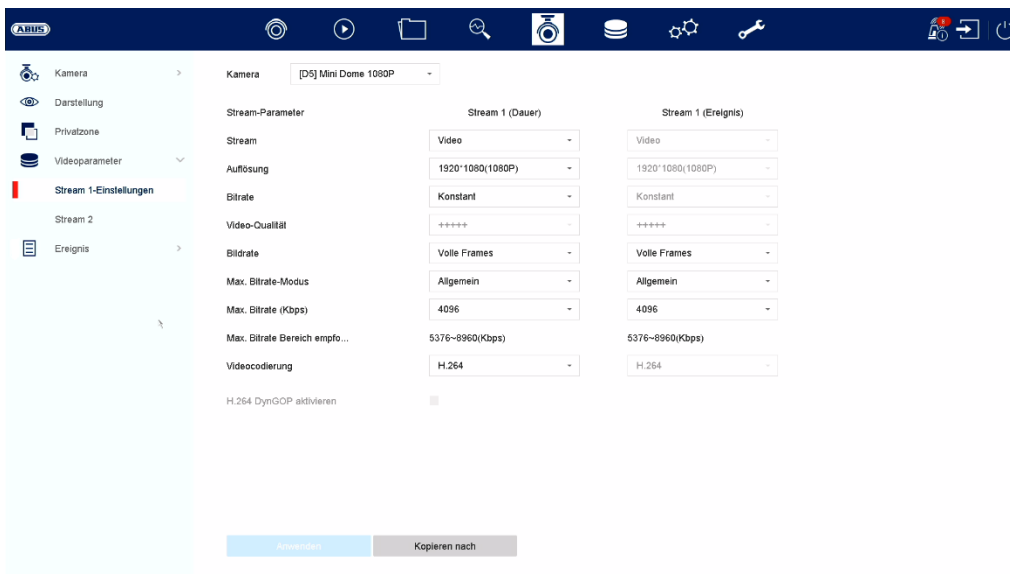 ABUS
8
Kamera
Darstellung
Privatzone
Videoparameter
Stream 1-Einstellungen
Stream 2
Ereignis
Kamera [D5] Mini Dome 1080P
Stream-Parameter Stream 1 (Dauer) Stream 1 (Ereignis)
Stream Video Video
Auflösung 1920*1080(1080P) 1920*1080(1080P)
Bitrate Konstant Konstant
Video-Qualität +++++ +++++
Bildrate Volle Frames Volle Frames
Max. Bitrate-Modus Allgemein Allgemein
Max. Bitrate (Kbps) 4096 4096
Max. Bitrate Bereich empfo... 5376~8960(Kbps) 5376~8960(Kbps)
Videocodierung H.264 H.264
H.264 DynGOP aktivieren
Anwenden Kopieren nach